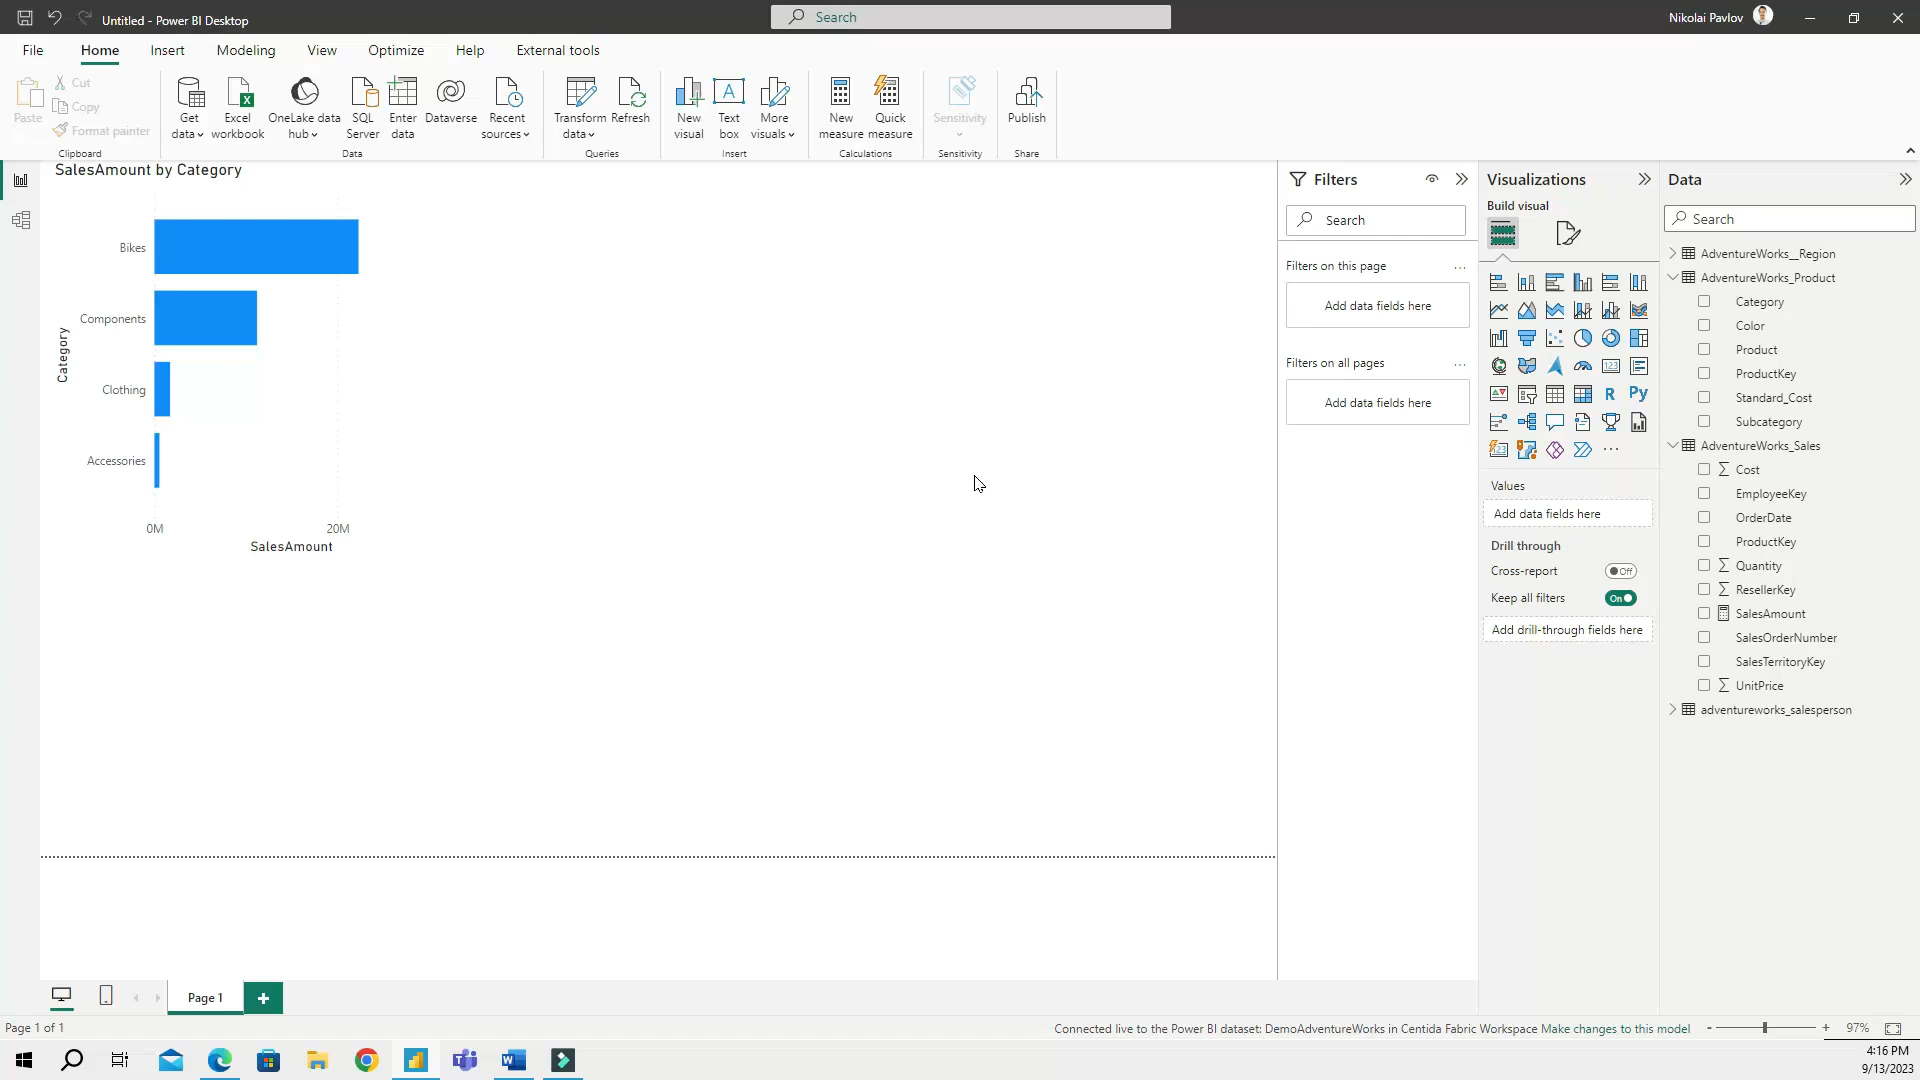 Untitled - Power BI Desktop
Search
Nikolai Pavlov
File
Home
Insert
Modeling
View
Optimize
Help
External tools
Paste
Cut
Copy
Format painter
Clipboard
Get data
Excel workbook
OneLake data hub
SQL Server
Enter data
Dataverse
Recent sources
Data
Transform data
Refresh
Queries
New visual
Text box
More visuals
Insert
New measure
Quick measure
Calculations
Sensitivity
Sensitivity
Publish
Share
SalesAmount by Category
Category
Bikes
Components
Clothing
Accessories
0M
20M
SalesAmount
Filters
Search
Filters on this page
...
Add data fields here
Filters on all pages
...
Add data fields here
Visualizations
Build visual
123
R
Py
123
...
Values
Add data fields here
Drill through
Cross-report
Off
Keep all filters
On
Add drill-through fields here
Data
Search
AdventureWorks__Region
AdventureWorks_Product
Category
Color
Product
ProductKey
Standard_Cost
Subcategory
AdventureWorks_Sales
Cost
EmployeeKey
OrderDate
ProductKey
Quantity
ResellerKey
SalesAmount
SalesOrderNumber
SalesTerritoryKey
UnitPrice
adventureworks_salesperson
Page 1
Page 1 of 1
Connected live to the Power BI dataset: DemoAdventureWorks in Centida Fabric Workspace Make changes to this model
- + 97%
4:16 PM
9/13/2023